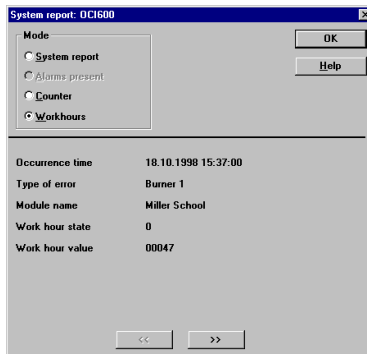 System report: OCI600
Mode
System report
Alarms present
Counter
Workhours
OK
Help
Occurrence time 18.10.1998 15:37:00
Type of error Burner 1
Module name Miller School
Work hour state 0
Work hour value 00047
<< >>